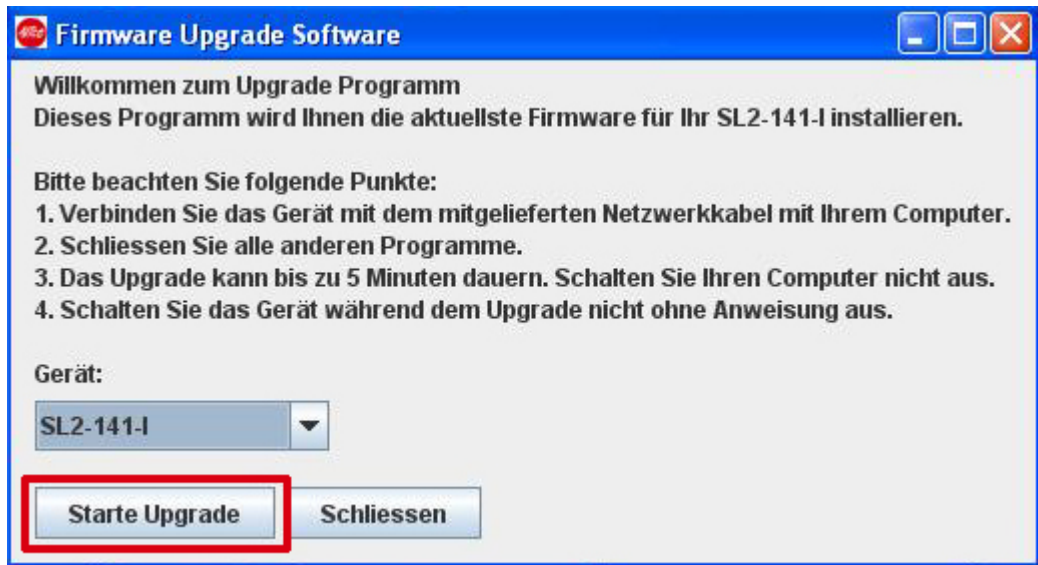 Firmware Upgrade Software
Willkommen zum Upgrade Programm
Dieses Programm wird Ihnen die aktuellste Firmware für Ihr SL2-141-I installieren.
Bitte beachten Sie folgende Punkte:
1. Verbinden Sie das Gerät mit dem mitgelieferten Netzwerkkabel mit Ihrem Computer.
2. Schliessen Sie alle anderen Programme.
3. Das Upgrade kann bis zu 5 Minuten dauern. Schalten Sie Ihren Computer nicht aus.
4. Schalten Sie das Gerät während dem Upgrade nicht ohne Anweisung aus.
Gerät:
SL2-141-I
Starte Upgrade Schliessen